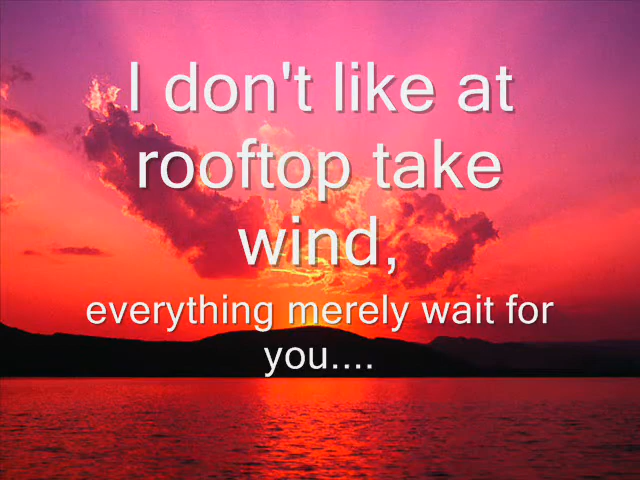 I don't like at
rooftop take
wind,
everything merely wait for
you....